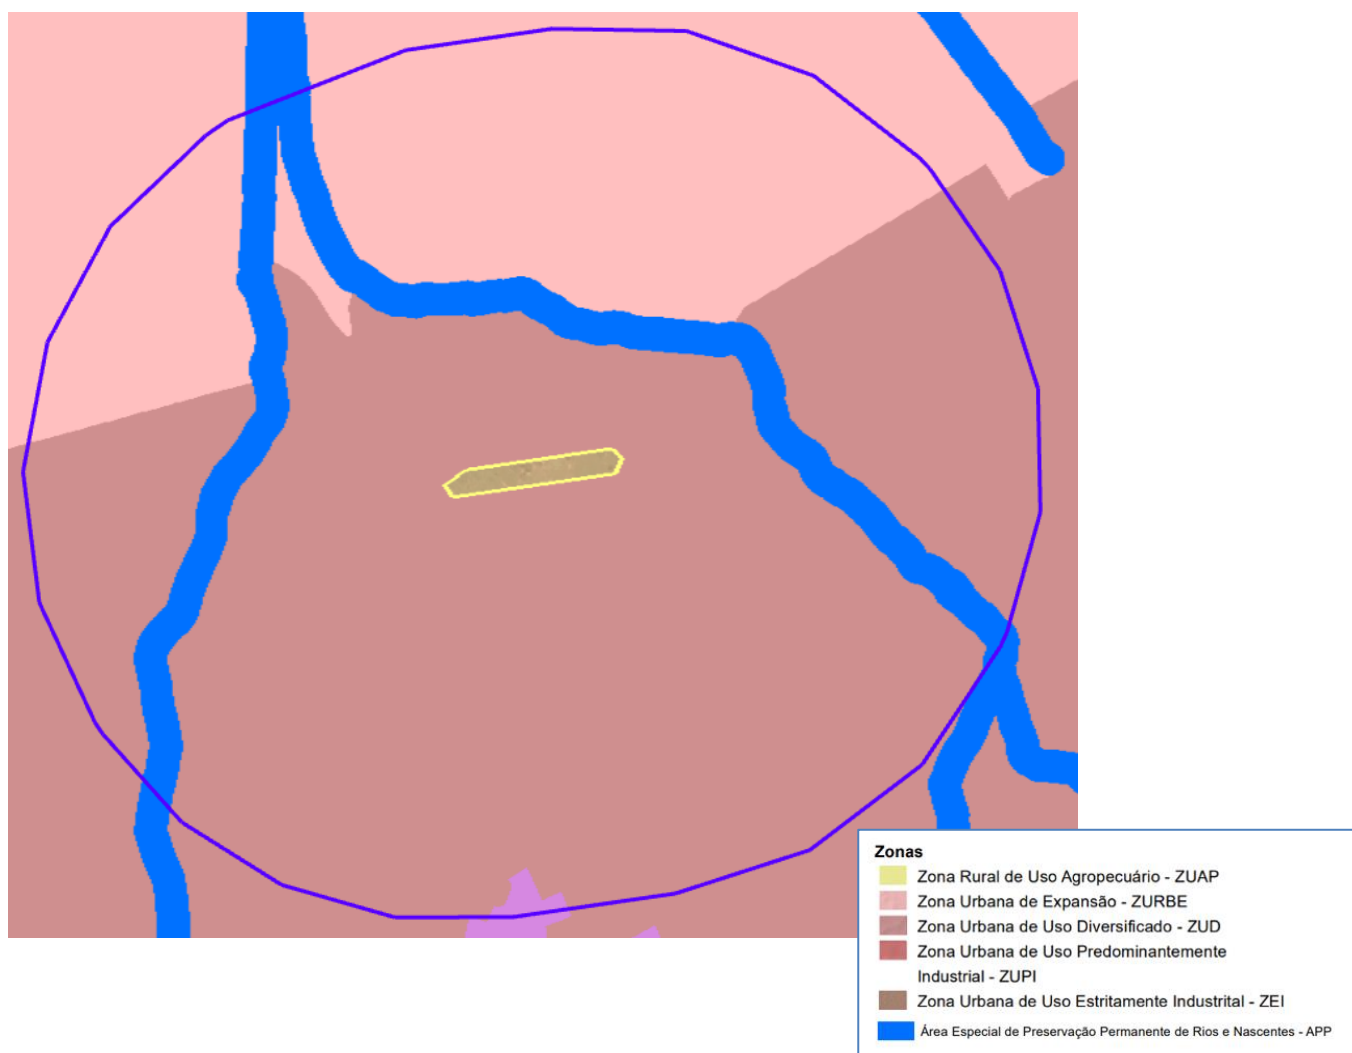 Zonas
Zona Rural de Uso Agropecuário - ZUAP
Zona Urbana de Expansão - ZURBE
Zona Urbana de Uso Diversificado - ZUD
Zona Urbana de Uso Predominantemente
Industrial - ZUPI
Zona Urbana de Uso Estritamente Industrital - ZEI
Área Especial de Preservação Permanente de Rios e Nascentes - APP